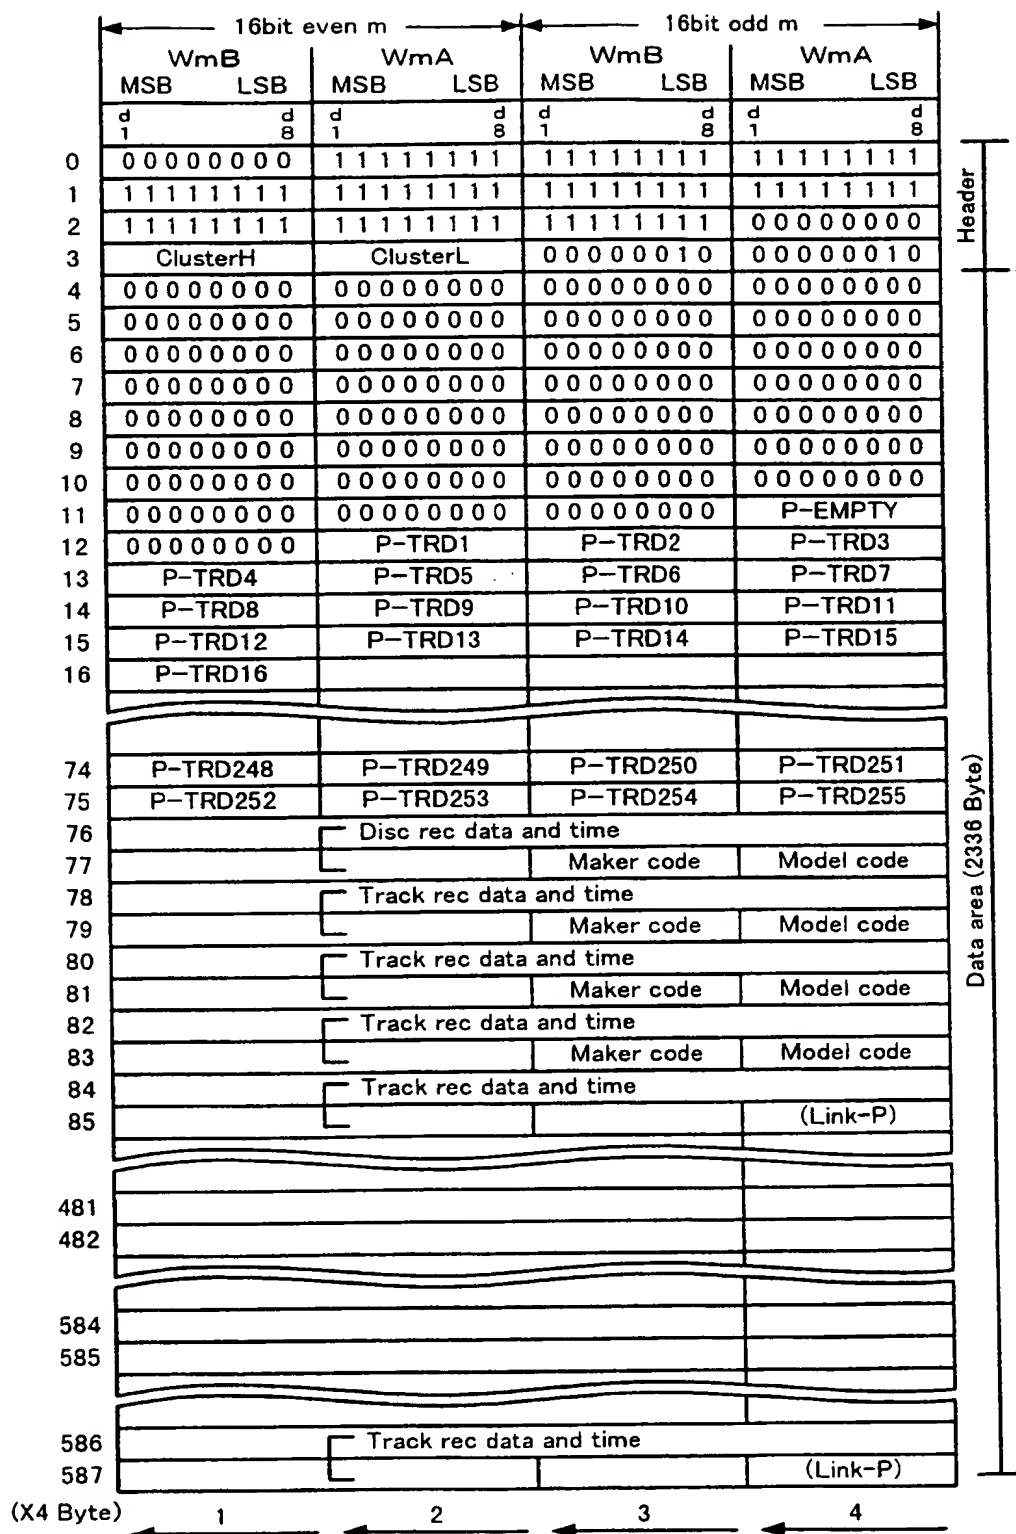 16bit even m 16bit odd m
WmB WmA WmB WmA
MSB LSB MSB LSB MSB LSB MSB LSB
d d d d d d d d
1 8 1 8 1 8 1 8
0 00000000 11111111 11111111 11111111
1 11111111 11111111 11111111 11111111
2 11111111 11111111 11111111 00000000
3 ClusterH ClusterL 00000010 00000010
Header
4 00000000 00000000 00000000 00000000
5 00000000 00000000 00000000 00000000
6 00000000 00000000 00000000 00000000
7 00000000 00000000 00000000 00000000
8 00000000 00000000 00000000 00000000
9 00000000 00000000 00000000 00000000
10 00000000 00000000 00000000 00000000
11 00000000 00000000 00000000 P-EMPTY
12 00000000 P-TRD1 P-TRD2 P-TRD3
13 P-TRD4 P-TRD5 P-TRD6 P-TRD7
14 P-TRD8 P-TRD9 P-TRD10 P-TRD11
15 P-TRD12 P-TRD13 P-TRD14 P-TRD15
16 P-TRD16
74 P-TRD248 P-TRD249 P-TRD250 P-TRD251
75 P-TRD252 P-TRD253 P-TRD254 P-TRD255
76 Disc rec data and time
77 Maker code Model code
78 Track rec data and time
79 Maker code Model code
80 Track rec data and time
81 Maker code Model code
82 Track rec data and time
83 Maker code Model code
84 Track rec data and time
85 (Link-P)
481
482
584
585
586 Track rec data and time
587 (Link-P)
Data area (2336 Byte)
(X4 Byte) 1 2 3 4